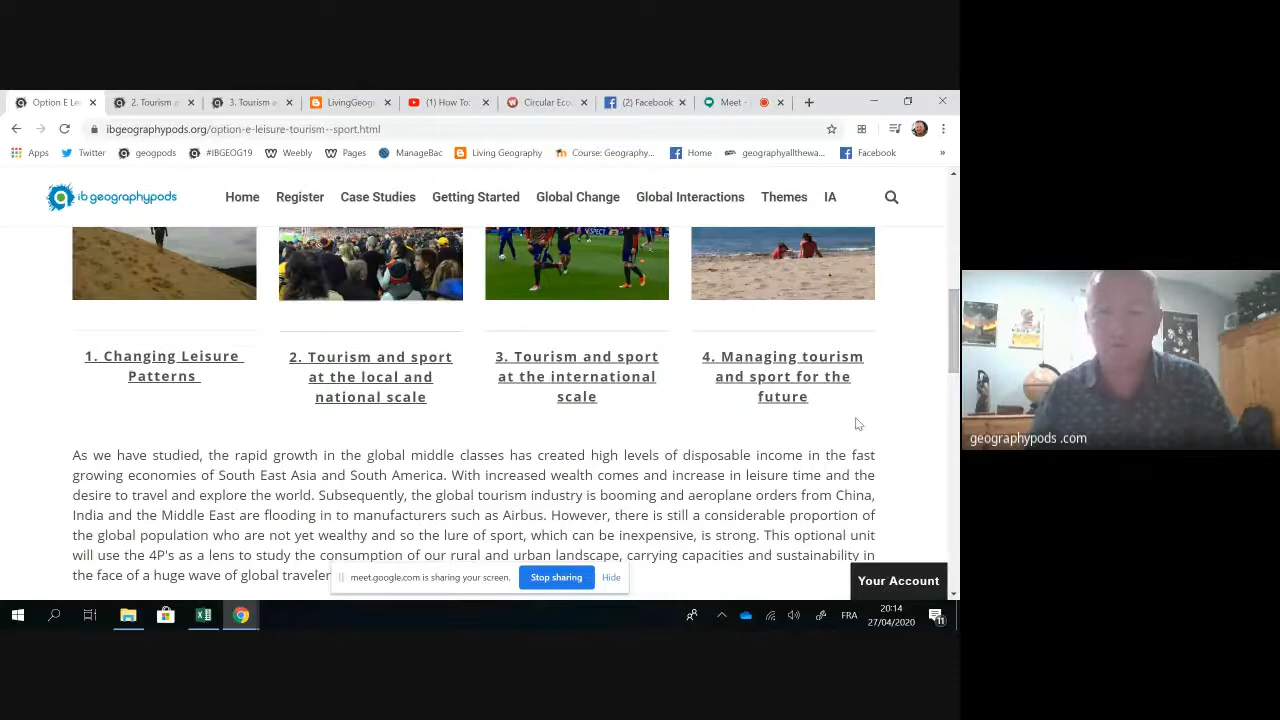 Option E Le
2. Tourism a
3. Tourism a
LivingGeogr
(1) How To:
Circular Eco
(2) Facebook
Meet -
ibgeographypods.org/option-e-leisure-tourism--sport.html
Apps
Twitter
geogpods
#IBGEOG19
Weebly
Pages
ManageBac
Living Geography
Course: Geography...
Home
geographyallthewa...
Facebook
»
ib geographypods
Home
Register
Case Studies
Getting Started
Global Change
Global Interactions
Themes
IA
RESPECT
1. Changing Leisure
Patterns
2. Tourism and sport
at the local and
national scale
3. Tourism and sport
at the international
scale
4. Managing tourism
and sport for the
future
geographypods .com
As we have studied, the rapid growth in the global middle classes has created high levels of disposable income in the fast
growing economies of South East Asia and South America. With increased wealth comes and increase in leisure time and the
desire to travel and explore the world. Subsequently, the global tourism industry is booming and aeroplane orders from China,
India and the Middle East are flooding in to manufacturers such as Airbus. However, there is still a considerable proportion of
the global population who are not yet wealthy and so the lure of sport, which can be inexpensive, is strong. This optional unit
will use the 4P's as a lens to study the consumption of our rural and urban landscape, carrying capacities and sustainability in
the face of a huge wave of global traveler
meet.google.com is sharing your screen.
Stop sharing
Hide
Your Account
FRA
20:14
27/04/2020
11